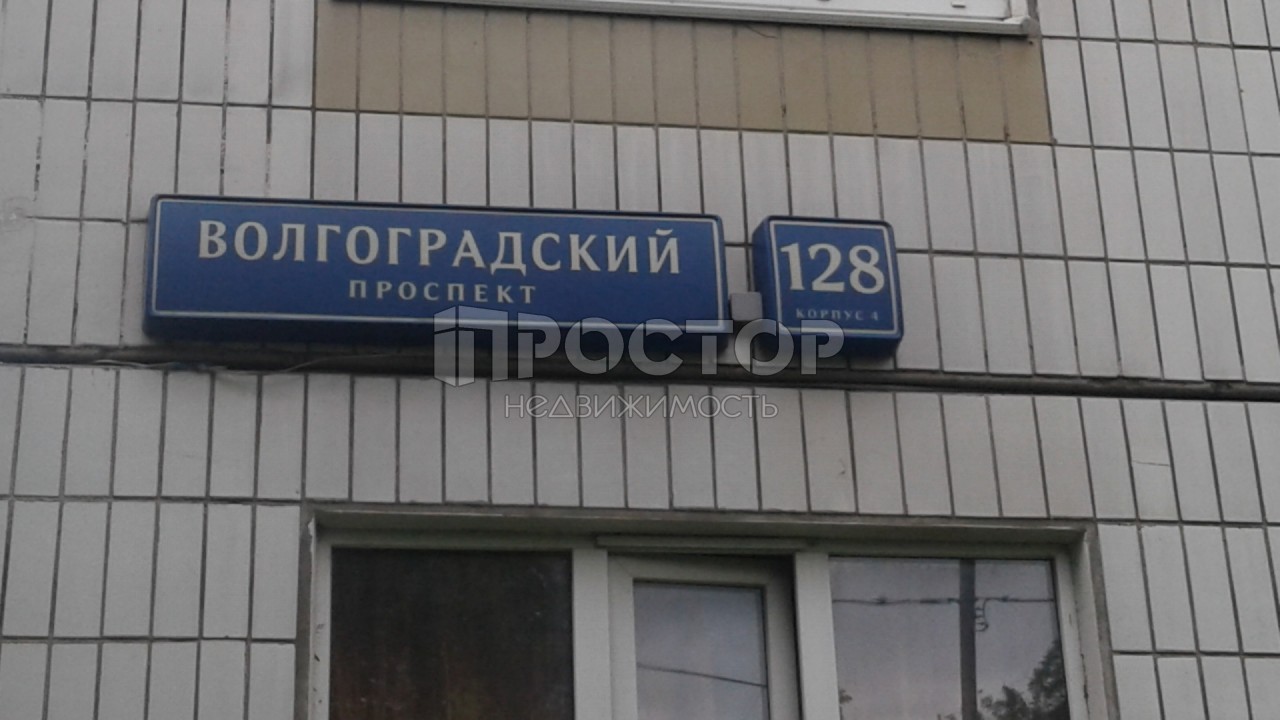 ВОЛГОГРАДСКИЙ
ПРОСПЕКТ
128
КОРПУС 4
ПРОСТОР
НЕДВИЖИМОСТЬ